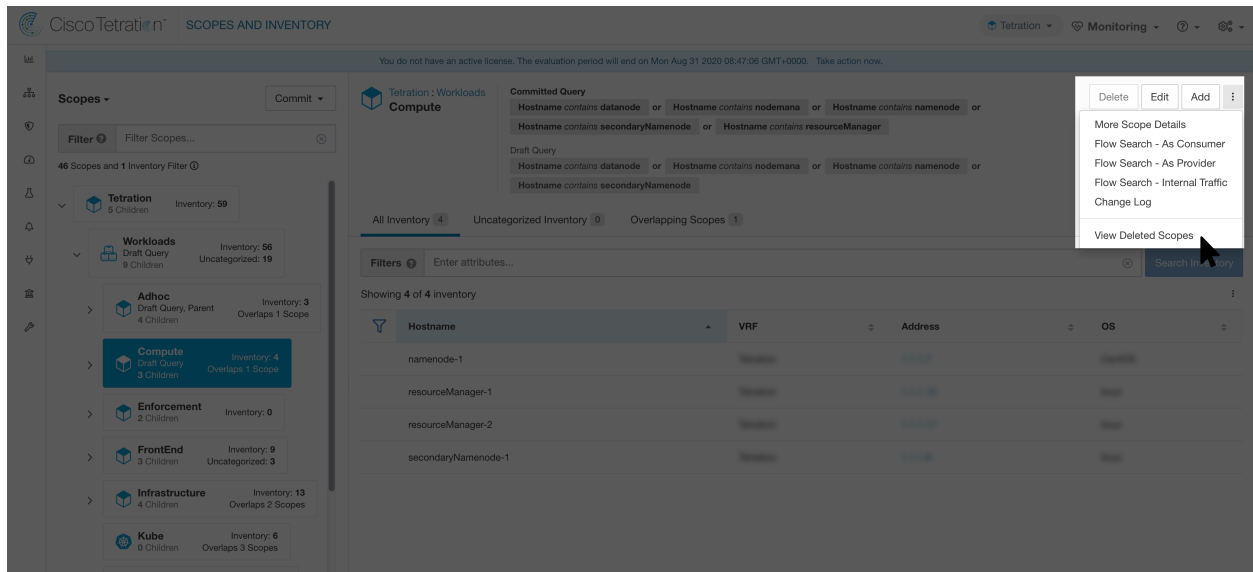 Cisco Tetration™ SCOPES AND INVENTORY
Tetration
Monitoring
You do not have an active license. The evaluation period will end on Mon Aug 31 2020 08:47:06 GMT+0000. Take action now.
Scopes
Commit
Filter
Filter Scopes...
46 Scopes and 1 Inventory Filter
Tetration
5 Children
Inventory: 59
Workloads
Draft Query
9 Children
Inventory: 56
Uncategorized: 19
Adhoc
Draft Query, Parent
4 Children
Inventory: 3
Overlaps 1 Scope
Compute
Draft Query
3 Children
Inventory: 4
Overlaps 1 Scope
Enforcement
2 Children
Inventory: 0
FrontEnd
3 Children
Inventory: 9
Uncategorized: 3
Infrastructure
4 Children
Inventory: 13
Overlaps 2 Scopes
Kube
0 Children
Inventory: 6
Overlaps 3 Scopes
Tetration : Workloads
Compute
Committed Query
Hostname contains datanode or Hostname contains nodemana or Hostname contains namenode or
Hostname contains secondaryNamenode or Hostname contains resourceManager
Draft Query
Hostname contains datanode or Hostname contains nodemana or Hostname contains namenode or
Hostname contains secondaryNamenode
Delete Edit Add
More Scope Details
Flow Search - As Consumer
Flow Search - As Provider
Flow Search - Internal Traffic
Change Log
View Deleted Scopes
All Inventory 4 Uncategorized Inventory 0 Overlapping Scopes 1
Filters Enter attributes... Search Inventory
Showing 4 of 4 inventory
Hostname VRF Address OS
namenode-1
resourceManager-1
resourceManager-2
secondaryNamenode-1